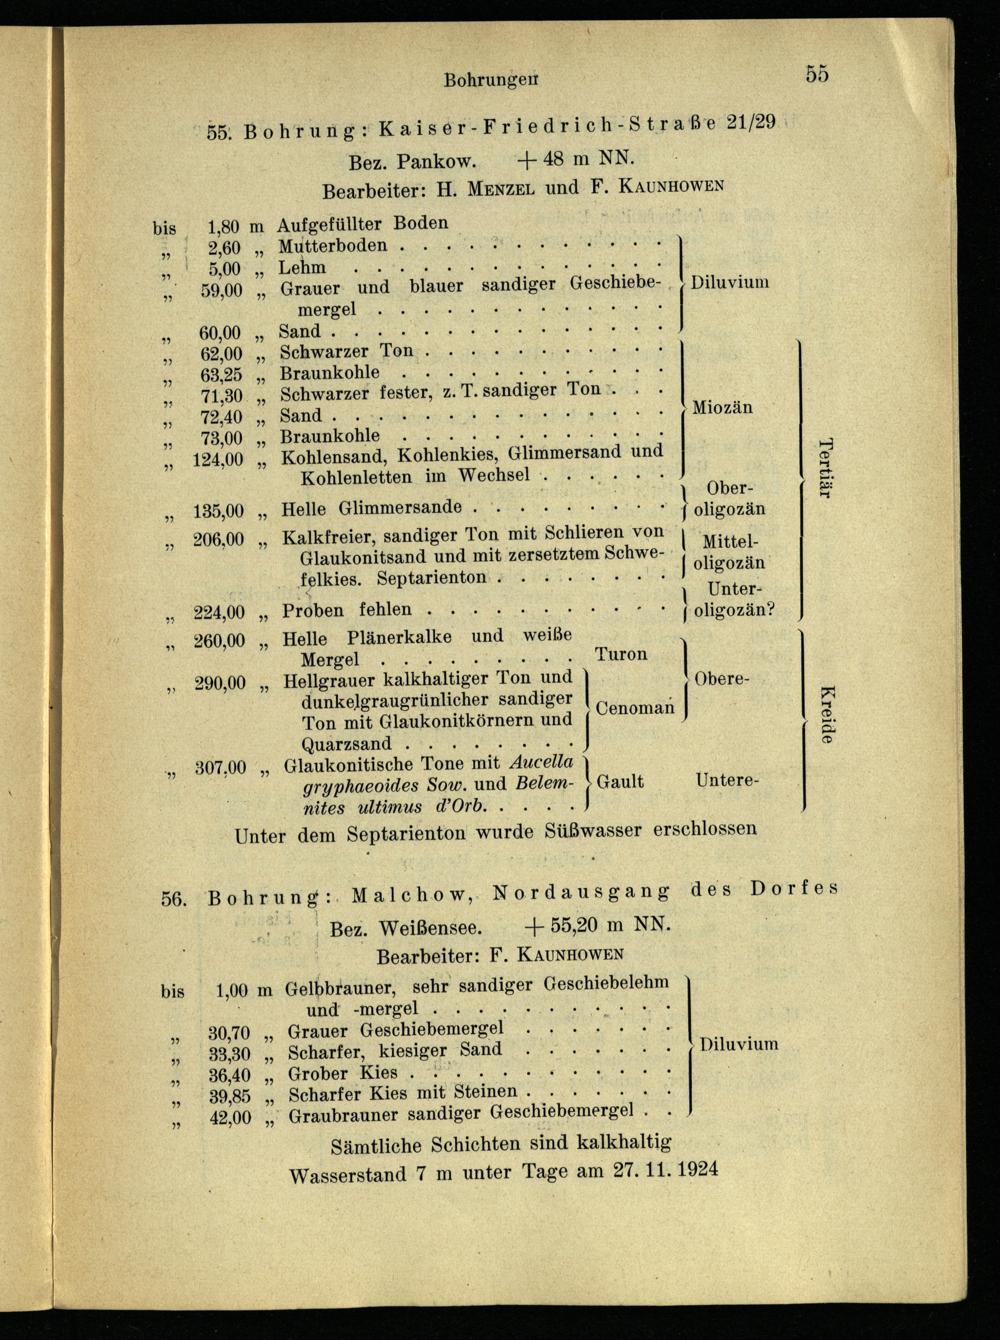 Bohrungen 55
55. Bohrung: Kaiser-Friedrich-Straße 21/29
Bez. Pankow. + 48 m NN.
Bearbeiter: H. MENZEL und F. KAUNHOWEN
bis 1,80 m Aufgefüllter Boden
„ 2,60 „ Mutterboden . . . . . . . . . . . .
„ 5,00 „ Lehm . . . . . . . . . . . . . .
„ 59,00 „ Grauer und blauer sandiger Geschiebe- Diluvium
mergel . . . . . . . . . . . . .
„ 60,00 „ Sand . . . . . . . . . . . . . . .
„ 62,00 „ Schwarzer Ton . . . . . . . . . . .
„ 63,25 „ Braunkohle . . . . . . . . . . . .
„ 71,30 „ Schwarzer fester, z. T. sandiger Ton . . .
„ 72,40 „ Sand . . . . . . . . . . . . . . . Miozän
„ 73,00 „ Braunkohle . . . . . . . . . . . .
„ 124,00 „ Kohlensand, Kohlenkies, Glimmersand und
Kohlenletten im Wechsel . . . . . .
Ober-
„ 135,00 „ Helle Glimmersande . . . . . . . . . oligozän
„ 206,00 „ Kalkfreier, sandiger Ton mit Schlieren von Mittel-
Glaukonitsand und mit zersetztem Schwe- oligozän
felkies. Septarienton . . . . . . . .
Unter-
„ 224,00 „ Proben fehlen . . . . . . . . . . . oligozän?
Tertiär
„ 260,00 „ Helle Plänerkalke und weiße
Mergel . . . . . . . . . Turon
„ 290,00 „ Hellgrauer kalkhaltiger Ton und Obere-
dunkelgraugrünlicher sandiger
Ton mit Glaukonitkörnern und Cenoman
Quarzsand . . . . . . . .
„ 307,00 „ Glaukonitische Tone mit Aucella
gryphaeoides Sow. und Belem- Gault Untere-
nites ultimus d'Orb. . . . . .
Kreide
Unter dem Septarienton wurde Süßwasser erschlossen
56. Bohrung: Malchow, Nordausgang des Dorfes
Bez. Weißensee. + 55,20 m NN.
Bearbeiter: F. KAUNHOWEN
bis 1,00 m Gelbbrauner, sehr sandiger Geschiebelehm
und -mergel . . . . . . . . . . .
„ 30,70 „ Grauer Geschiebemergel . . . . . . .
„ 33,30 „ Scharfer, kiesiger Sand . . . . . . . Diluvium
„ 36,40 „ Grober Kies . . . . . . . . . . . .
„ 39,85 „ Scharfer Kies mit Steinen . . . . . . .
„ 42,00 „ Graubrauner sandiger Geschiebemergel . .
Sämtliche Schichten sind kalkhaltig
Wasserstand 7 m unter Tage am 27. 11. 1924